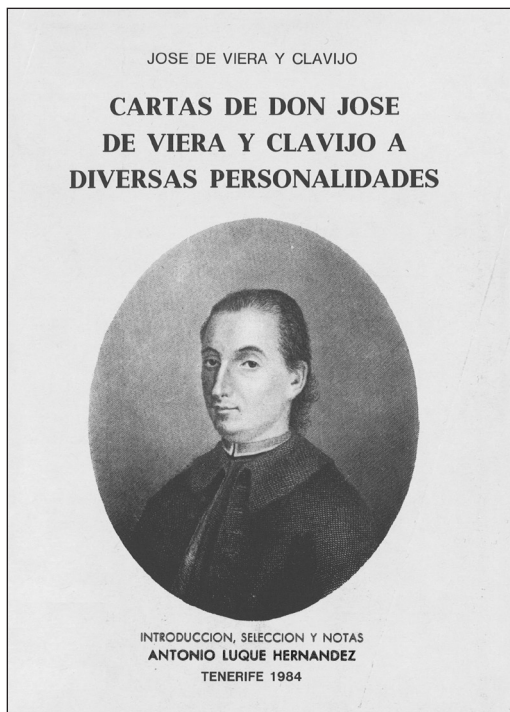 JOSE DE VIERA Y CLAVIJO
CARTAS DE DON JOSE
DE VIERA Y CLAVIJO A
DIVERSAS PERSONALIDADES
INTRODUCCION, SELECCION Y NOTAS
ANTONIO LUQUE HERNANDEZ
TENERIFE 1984